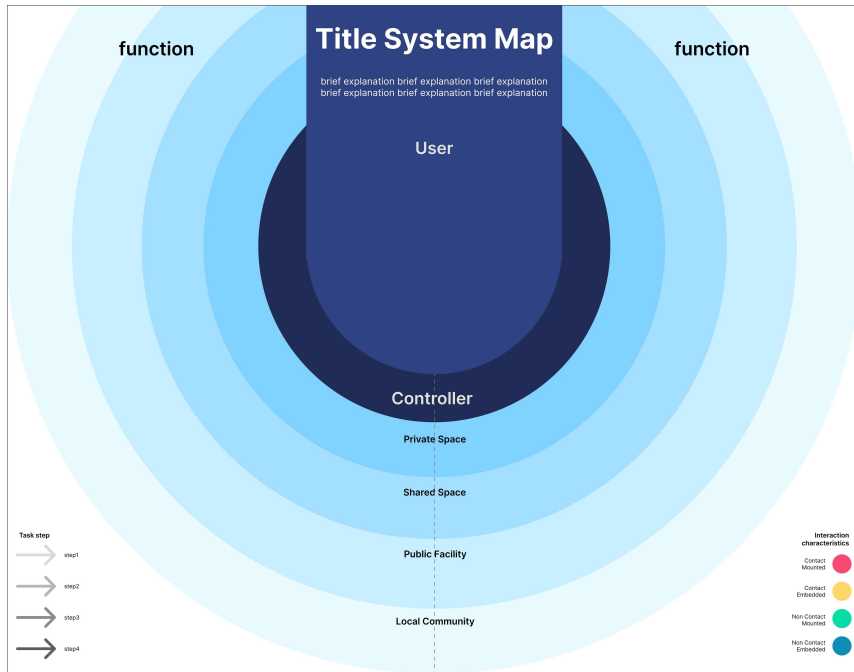 Title System Map
function
function
brief explanation brief explanation brief explanation
brief explanation brief explanation brief explanation
User
Controller
Private Space
Shared Space
Public Facility
Local Community
Task step
step1
step2
step3
step4
Interaction
characteristics
Contact
Mounted
Contact
Embedded
Non Contact
Mounted
Non Contact
Embedded